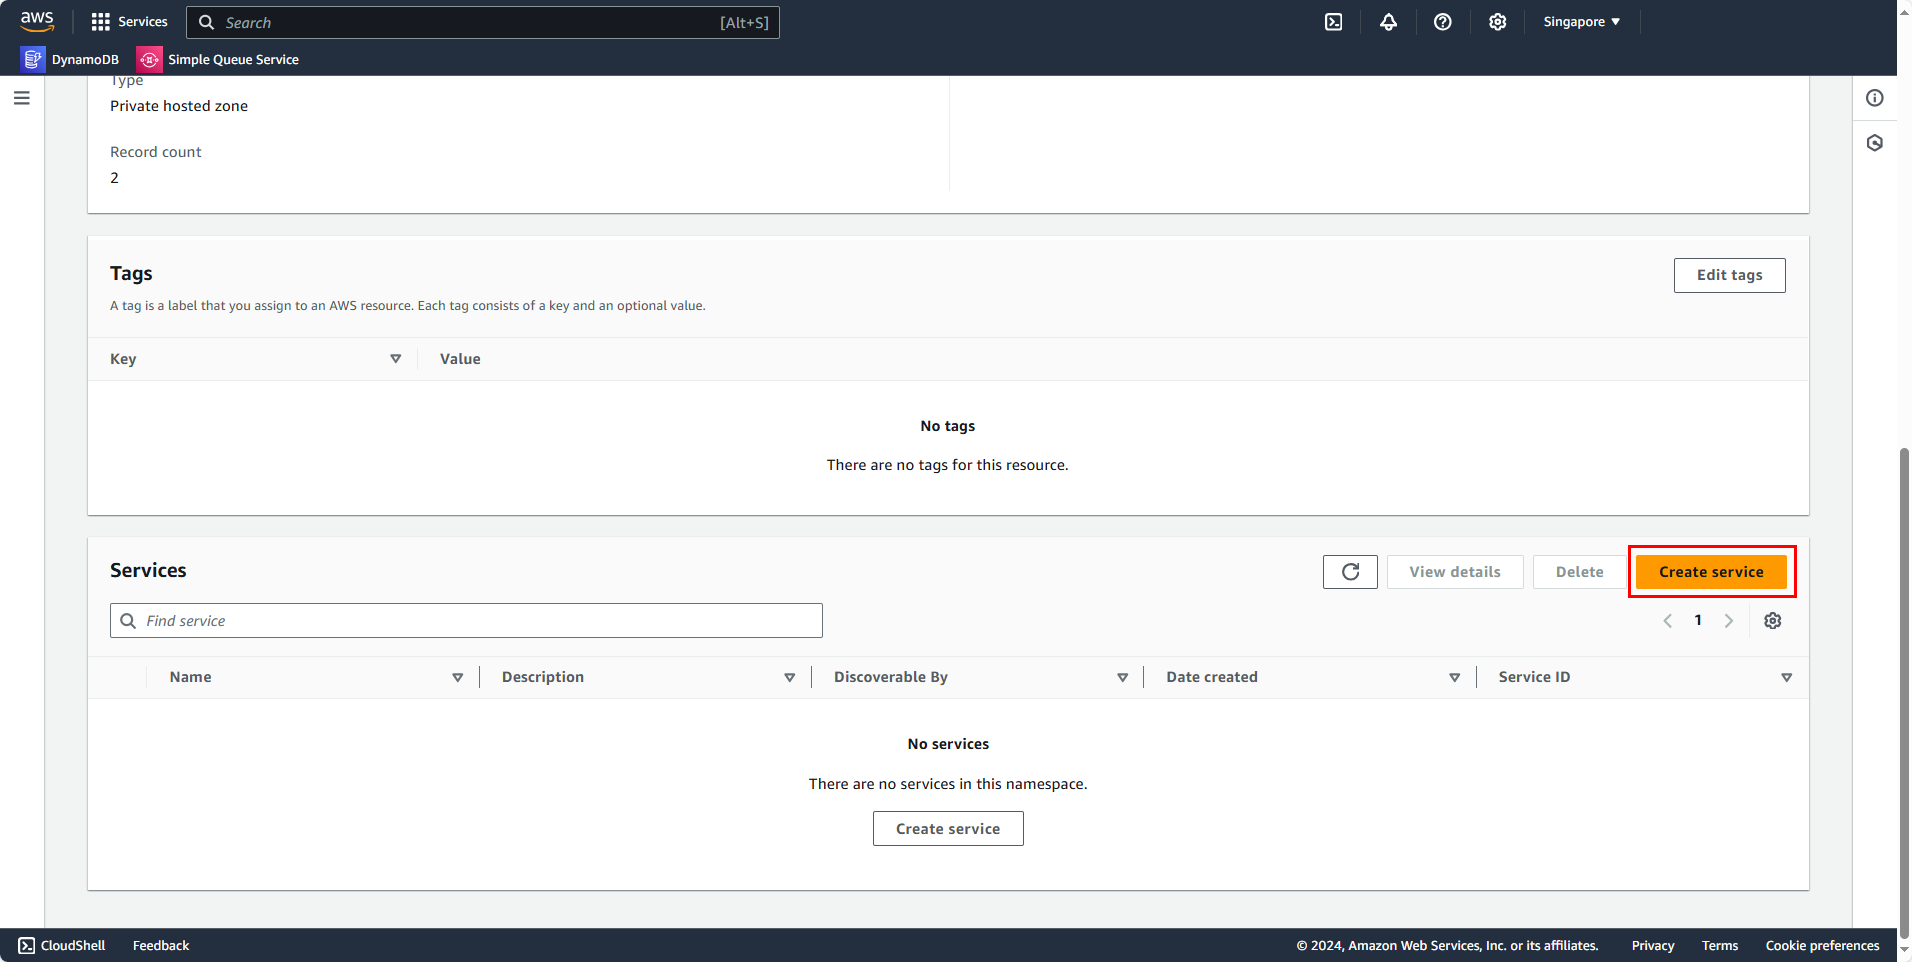 aws
Services
Search
[Alt+S]
Singapore
DynamoDB
Simple Queue Service
Type
Private hosted zone
Record count
2
Tags
Edit tags
A tag is a label that you assign to an AWS resource. Each tag consists of a key and an optional value.
Key
Value
No tags
There are no tags for this resource.
Services
View details
Delete
Create service
Find service
1
Name
Description
Discoverable By
Date created
Service ID
No services
There are no services in this namespace.
Create service
CloudShell
Feedback
© 2024, Amazon Web Services, Inc. or its affiliates.
Privacy
Terms
Cookie preferences